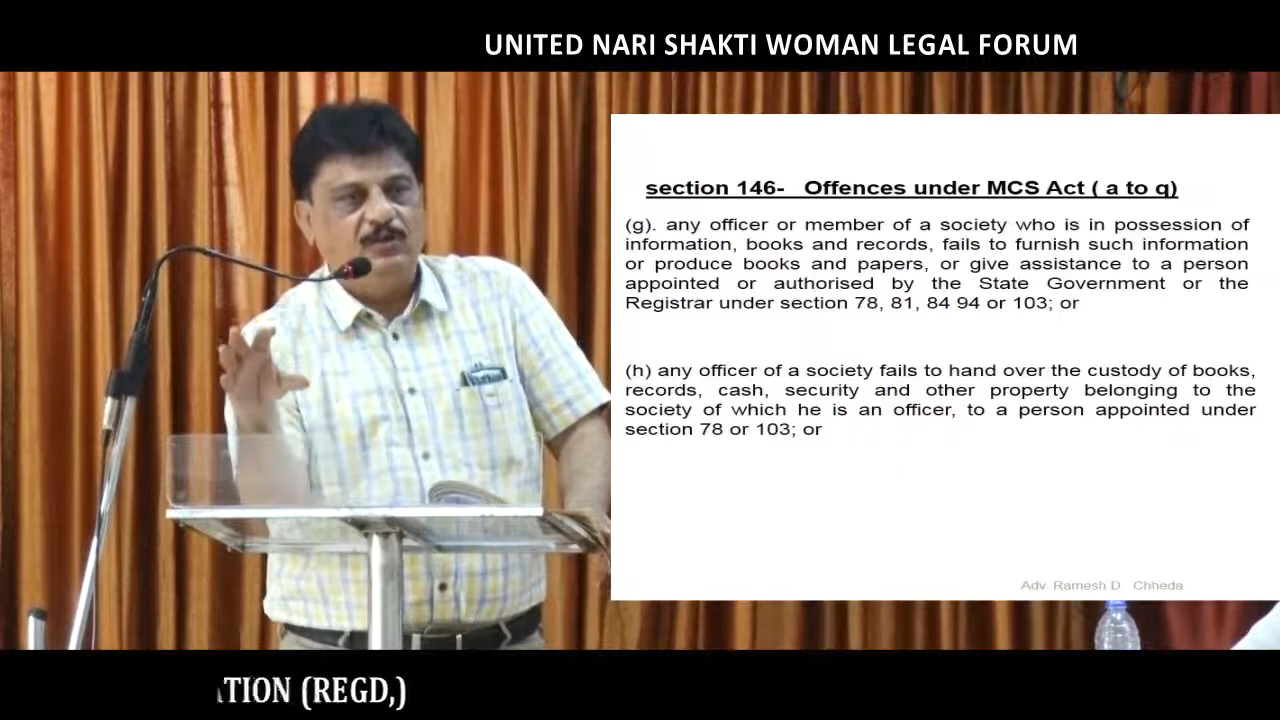 UNITED NARI SHAKTI WOMAN LEGAL FORUM
section 146- Offences under MCS Act ( a to q)
(g). any officer or member of a society who is in possession of
information, books and records, fails to furnish such information
or produce books and papers, or give assistance to a person
appointed or authorised by the State Government or the
Registrar under section 78, 81, 84 94 or 103; or
(h) any officer of a society fails to hand over the custody of books,
records, cash, security and other property belonging to the
society of which he is an officer, to a person appointed under
section 78 or 103; or
Adv. Ramesh D. Chheda
TION (REGD,)